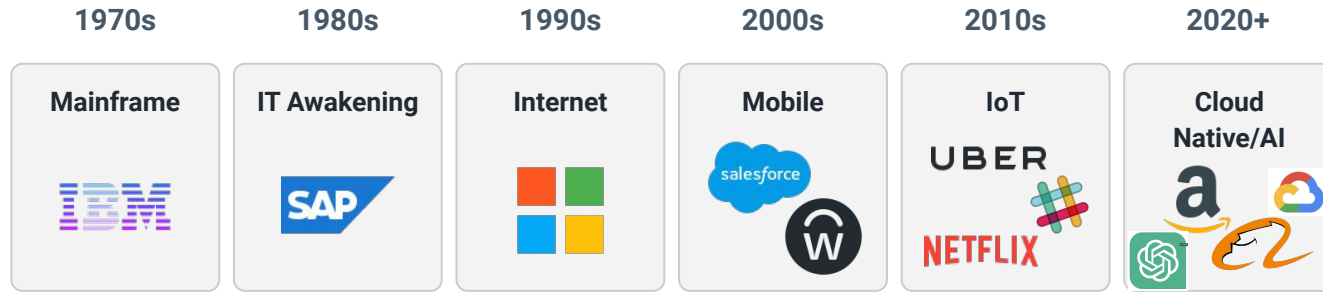 1970s
1980s
1990s
2000s
2010s
2020+
Mainframe
IBM
IT Awakening
SAP
Internet
Mobile
salesforce
W
IoT
UBER
NETFLIX
Cloud
Native/AI
a